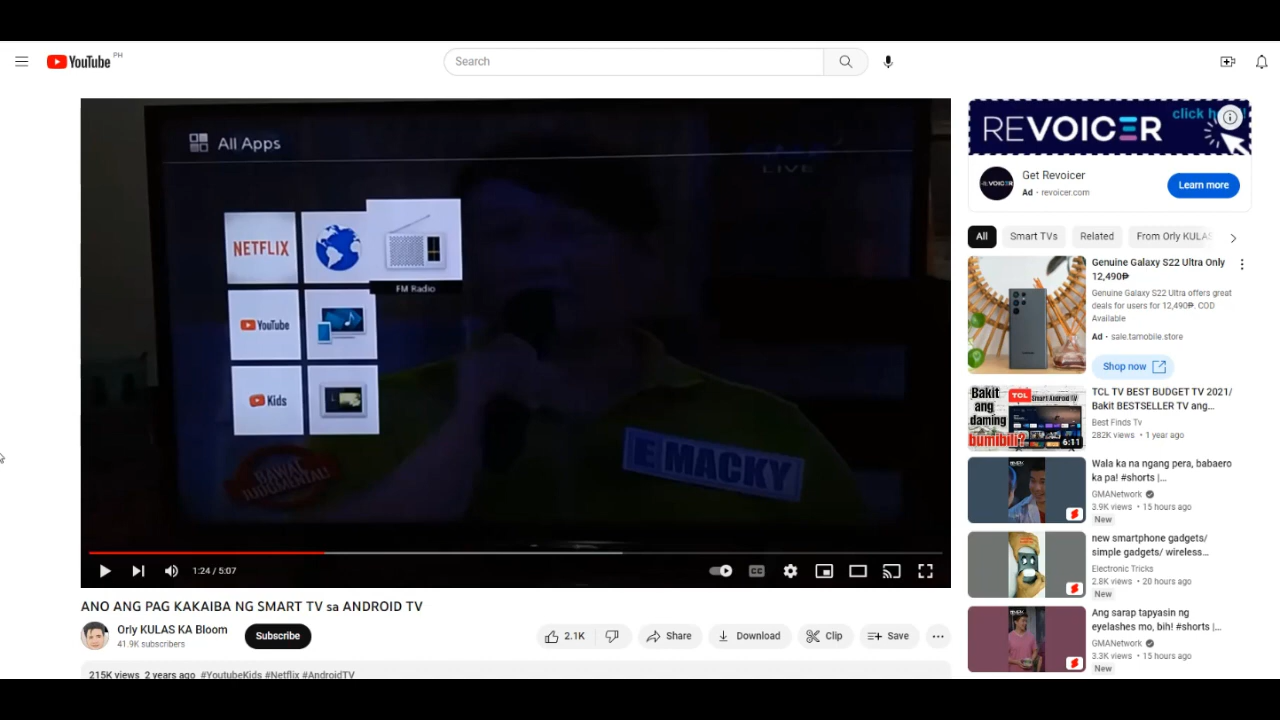 YouTube PH
Search
All Apps
LIVE
NETFLIX
FM Radio
YouTube
Kids
E MACKY
1:24 / 5:07
CC
ANO ANG PAG KAKAIBA NG SMART TV sa ANDROID TV
Orly KULAS KA Bloom
41.9K subscribers
Subscribe
2.1K
Share
Download
Clip
Save
215K views 2 years ago #YoutubeKids #Netflix #AndroidTV
click h
REVOICER
REVOICER
Get Revoicer
Ad · revoicer.com
Learn more
All
Smart TVs
Related
From Orly KULAS
Genuine Galaxy S22 Ultra Only
12,490₱
Genuine Galaxy S22 Ultra offers great
deals for users for 12,490₱. COD
Available
Ad · sale.tamobile.store
Shop now
Bakit
ang
daming
bumibili?
TCL Smart Android TV
6:11
TCL TV BEST BUDGET TV 2021/
Bakit BESTSELLER TV ang...
Best Finds Tv
282K views • 1 year ago
Wala ka na ngang pera, babaero
ka pa! #shorts |...
GMANetwork
3.9K views • 15 hours ago
New
new smartphone gadgets/
simple gadgets/ wireless...
Electronic Tricks
2.8K views • 20 hours ago
New
Ang sarap tapyasin ng
eyelashes mo, bih! #shorts |...
GMANetwork
3.3K views • 15 hours ago
New